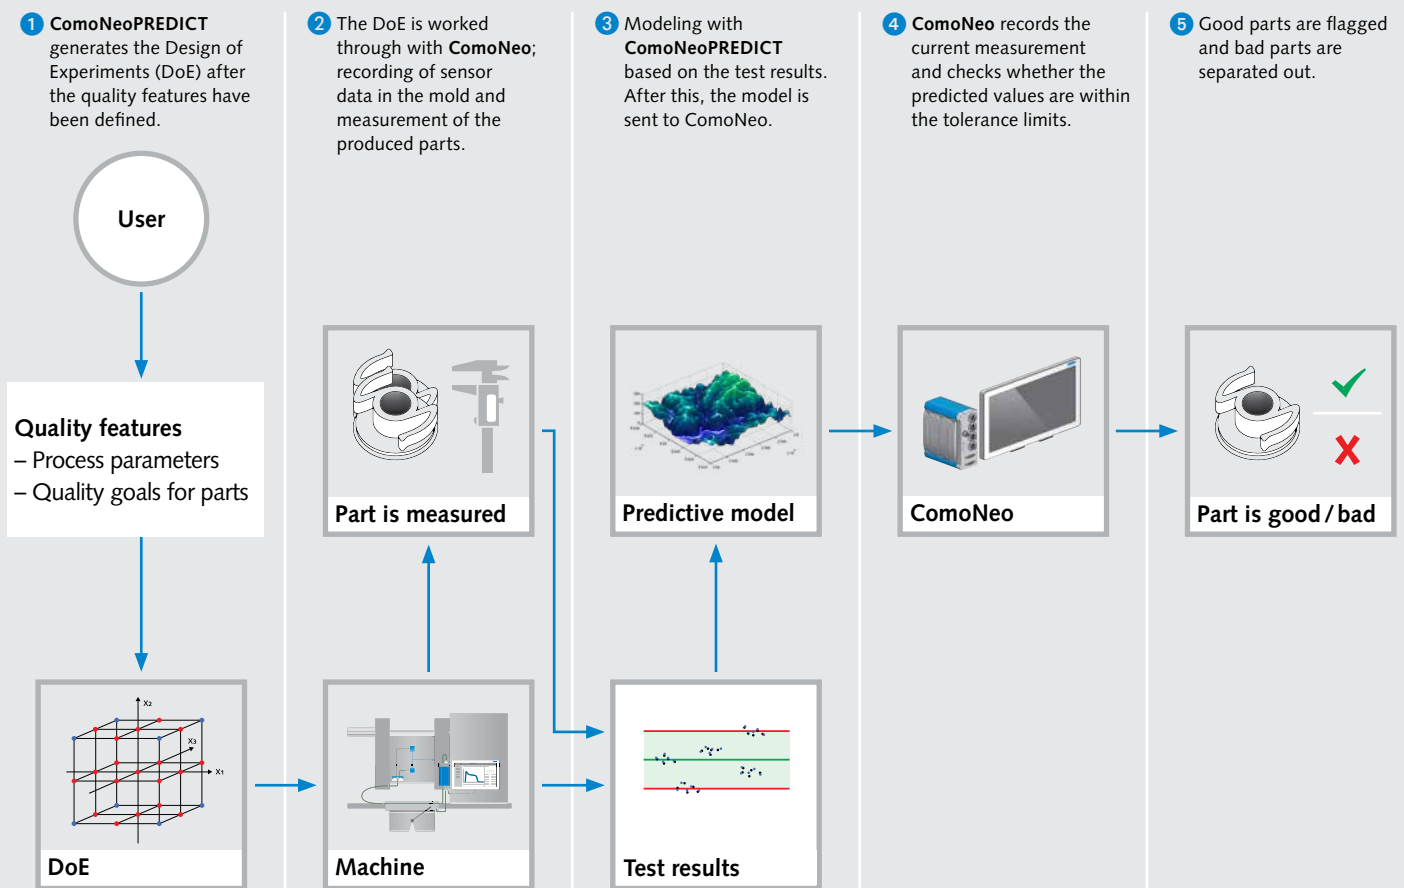 1 ComoNeoPREDICT
generates the Design of
Experiments (DoE) after
the quality features have
been defined.
2 The DoE is worked
through with ComoNeo;
recording of sensor
data in the mold and
measurement of the
produced parts.
3 Modeling with
ComoNeoPREDICT
based on the test results.
After this, the model is
sent to ComoNeo.
4 ComoNeo records the
current measurement
and checks whether the
predicted values are within
the tolerance limits.
5 Good parts are flagged
and bad parts are
separated out.
User
Quality features
– Process parameters
– Quality goals for parts
Part is measured
Predictive model
ComoNeo
Part is good / bad
X2
X3
X1
DoE
Machine
Test results